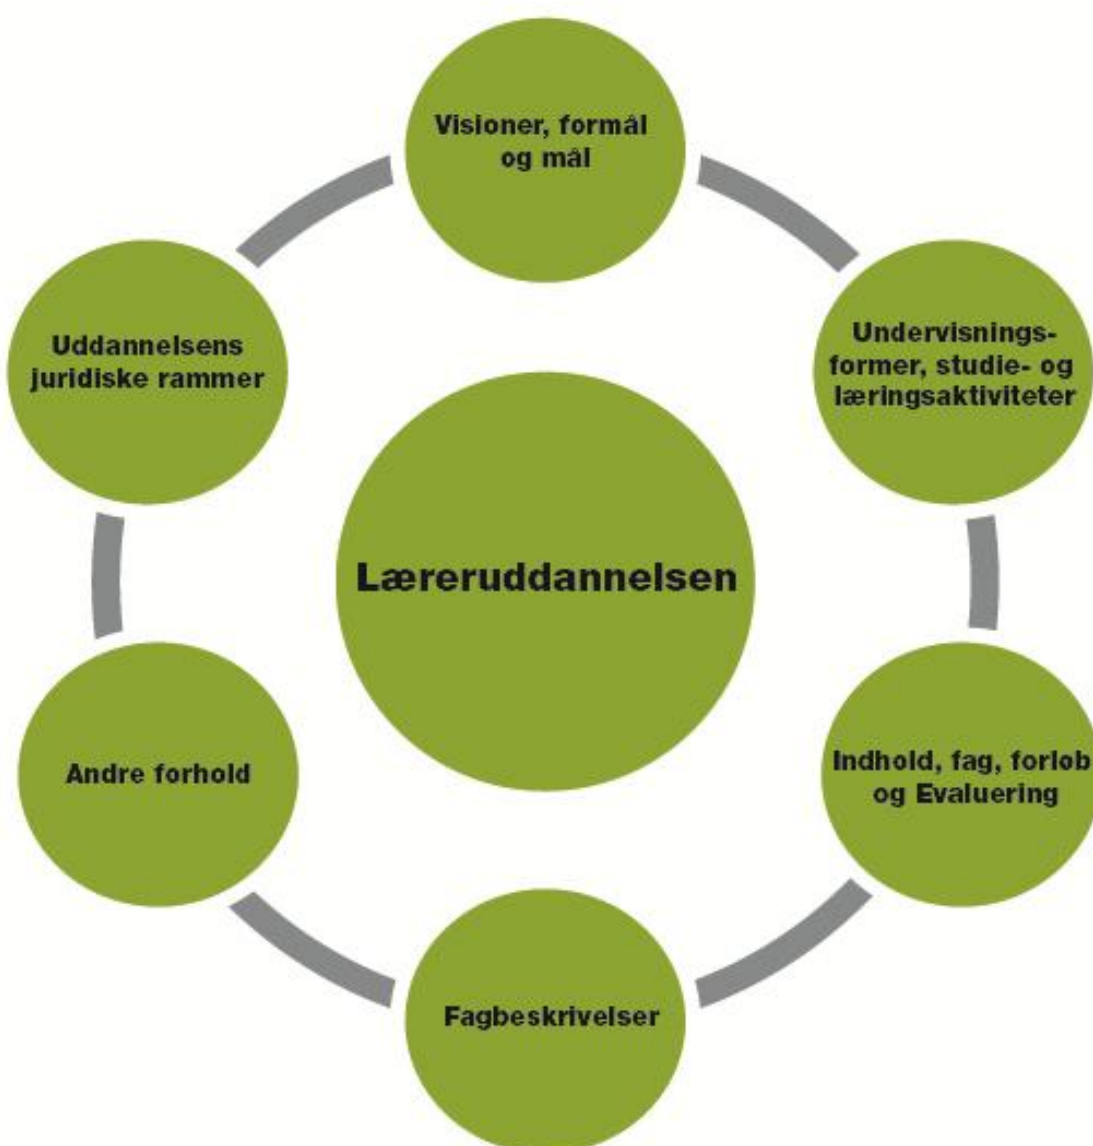 Visioner, formål
og mål
Undervisnings-
former, studie- og
læringsaktiviteter
Indhold, fag, forløb
og Evaluering
Fagbeskrivelser
Andre forhold
Uddannelsens
juridiske rammer
Læreruddannelsen